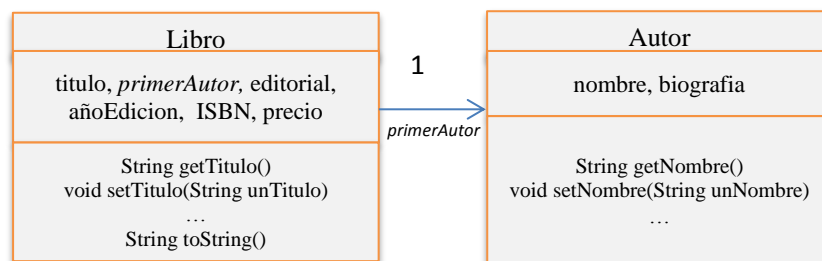 Libro
titulo, primerAutor, editorial,
añoEdicion, ISBN, precio
String getTitulo()
void setTitulo(String unTitulo)
…
String toString()
1
primerAutor
Autor
nombre, biografia
String getNombre()
void setNombre(String unNombre)
…